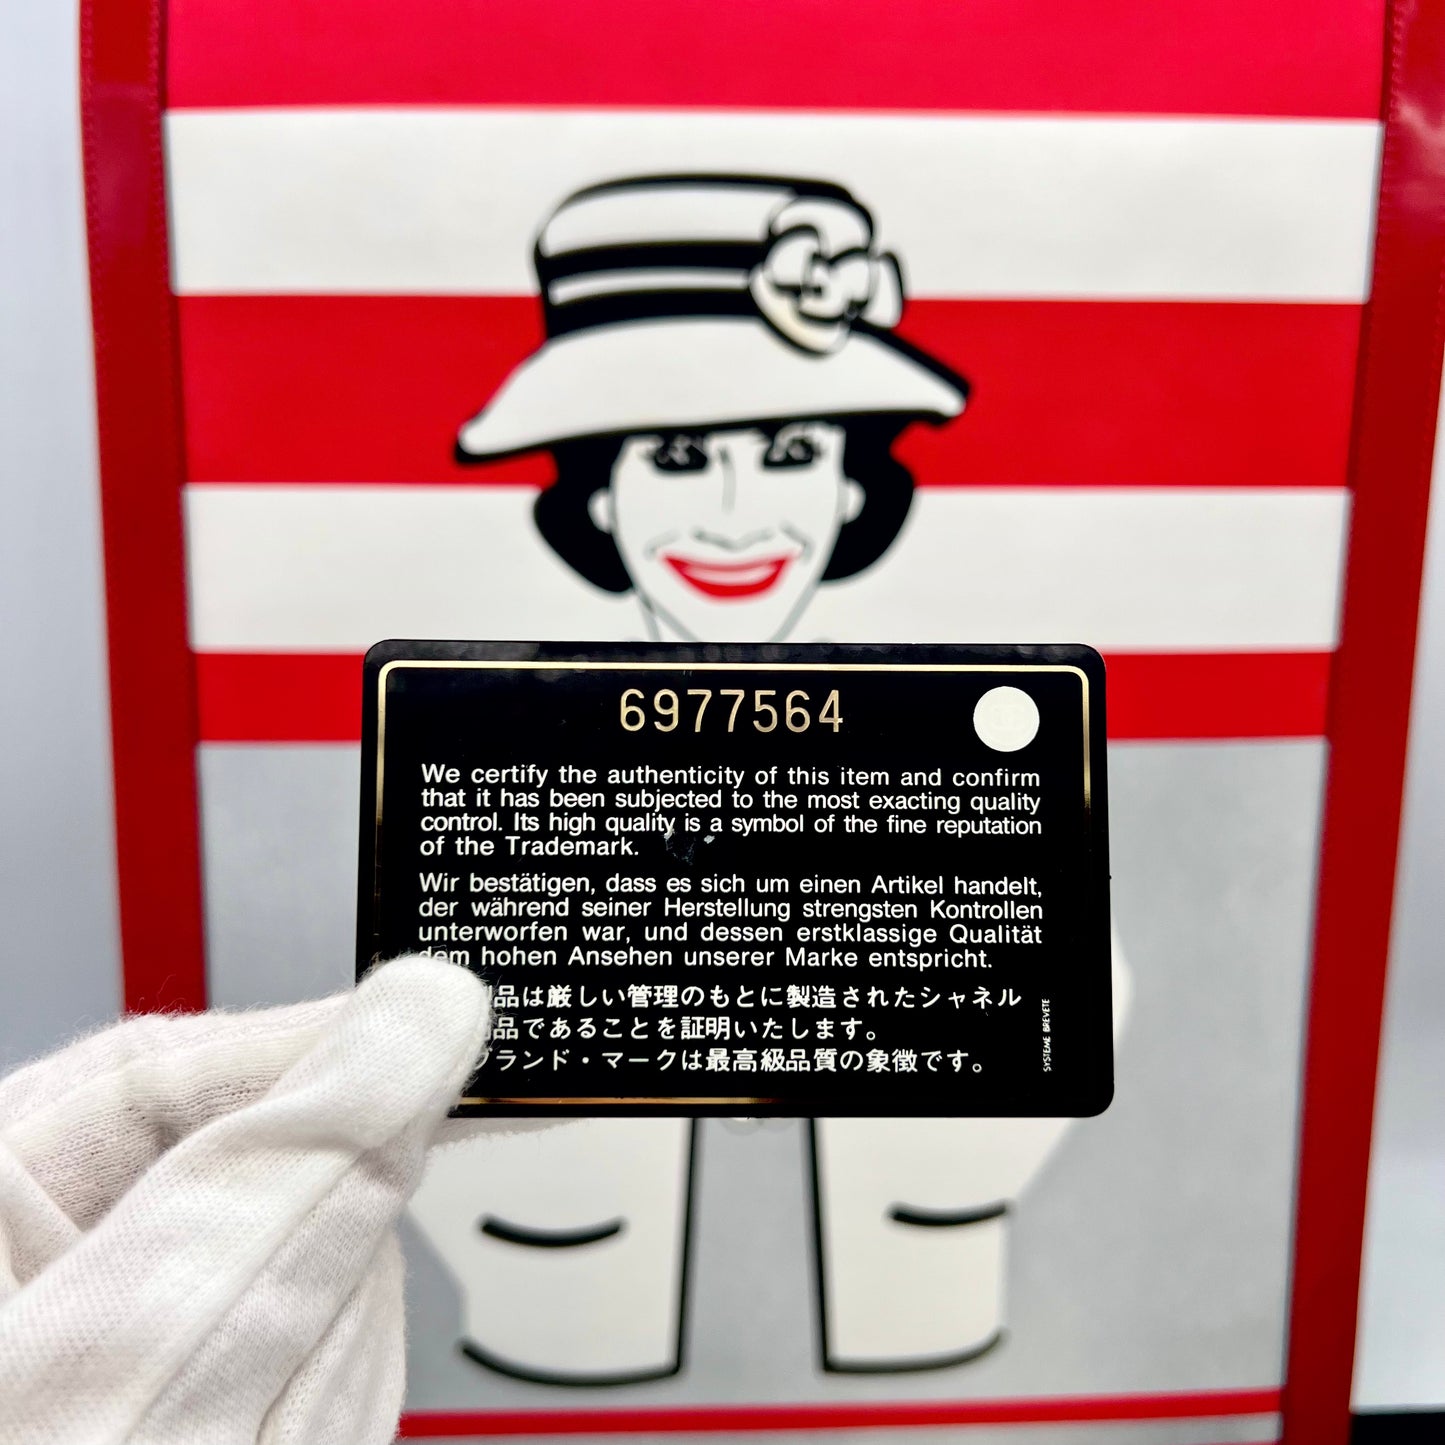 6977564
We certify the authenticity of this item and confirm
that it has been subjected to the most exacting quality
control. Its high quality is a symbol of the fine reputation
of the Trademark.
Wir bestätigen, dass es sich um einen Artikel handelt,
der während seiner Herstellung strengsten Kontrollen
unterworfen war, und dessen erstklassige Qualität
dem hohen Ansehen unserer Marke entspricht.
品は厳しい管理のもとに製造されたシャネル
品であることを証明いたします。
ブランド・マークは最高級品質の象徴です。
SYSTEME BREVETE